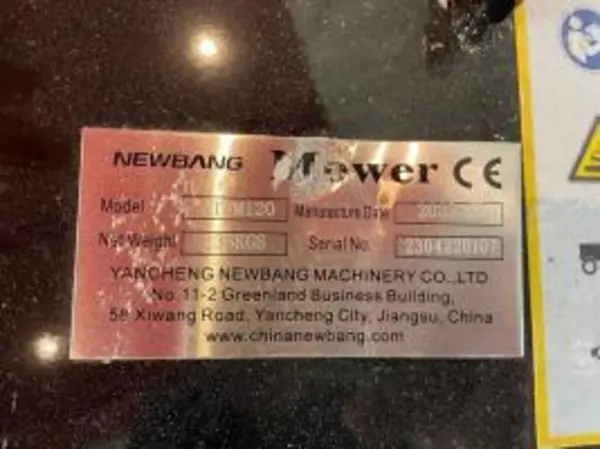 NEWBANG Mower CE
Model Manufacture Date
Net Weight KGS Serial No.
YANCHENG NEWBANG MACHINERY CO.,LTD
No. 11-2 Greenland Business Building,
58 Xiwang Road, Yancheng City, Jiangsu, China
www.chinanewbang.com